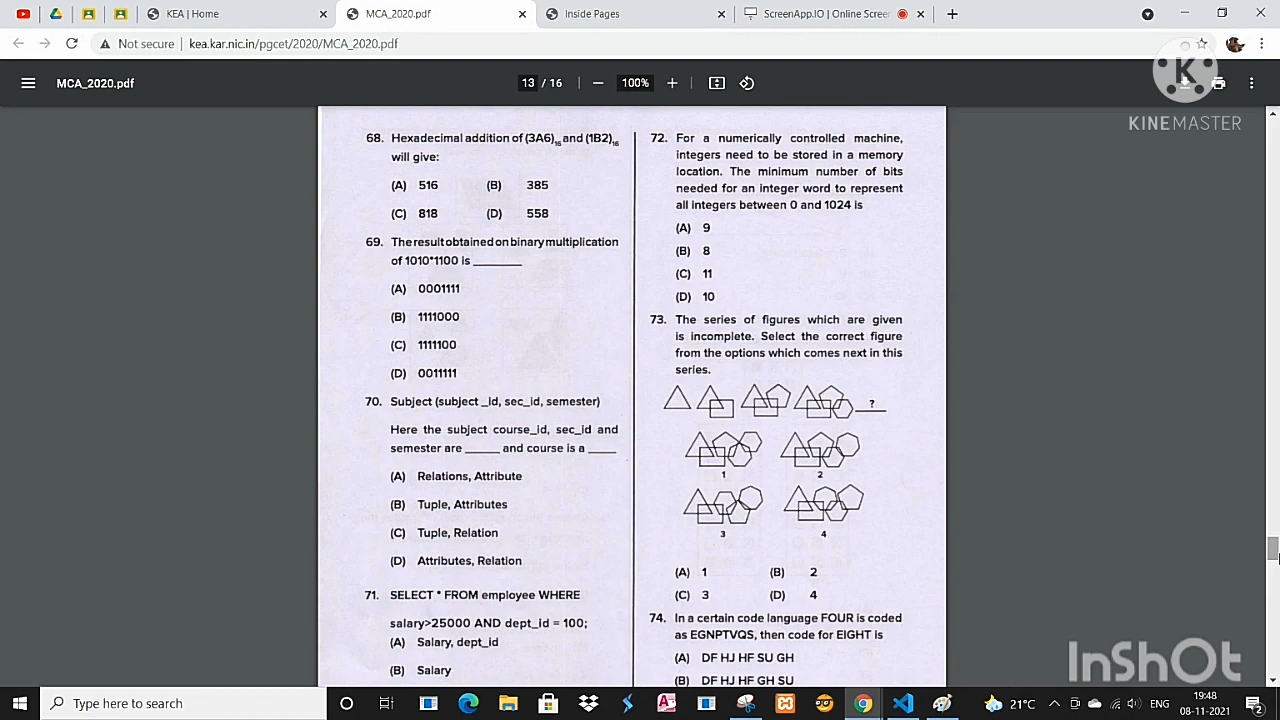 KEA | Home
MCA_2020.pdf
Inside Pages
ScreenApp.IO | Online Screen
Not secure | kea.kar.nic.in/pgcet/2020/MCA_2020.pdf
MCA_2020.pdf
13 / 16
100%
K
KINEMASTER
68. Hexadecimal addition of (3A6)16 and (1B2)16
will give:
(A) 516 (B) 385
(C) 818 (D) 558
69. The result obtained on binary multiplication
of 1010*1100 is ________
(A) 0001111
(B) 1111000
(C) 1111100
(D) 0011111
70. Subject (subject _id, sec_id, semester)
Here the subject course_id, sec_id and
semester are _____ and course is a ____
(A) Relations, Attribute
(B) Tuple, Attributes
(C) Tuple, Relation
(D) Attributes, Relation
71. SELECT * FROM employee WHERE
salary>25000 AND dept_id = 100;
(A) Salary, dept_id
(B) Salary
72. For a numerically controlled machine,
integers need to be stored in a memory
location. The minimum number of bits
needed for an integer word to represent
all integers between 0 and 1024 is
(A) 9
(B) 8
(C) 11
(D) 10
73. The series of figures which are given
is incomplete. Select the correct figure
from the options which comes next in this
series.
?
1
2
3
4
(A) 1 (B) 2
(C) 3 (D) 4
74. In a certain code language FOUR is coded
as EGNPTVQS, then code for EIGHT is
(A) DF HJ HF SU GH
(B) DF HJ HF GH SU
InShOt
Type here to search
21°C
ENG
19:48
08-11-2021